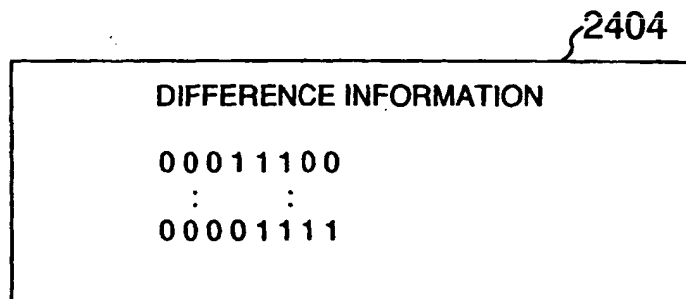 2404
DIFFERENCE INFORMATION
00011100
: :
00001111